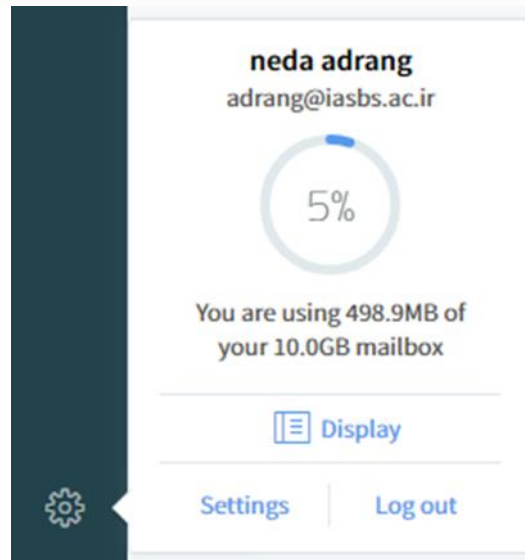 neda adrang
adrang@iasbs.ac.ir
5%
You are using 498.9MB of
your 10.0GB mailbox
Display
Settings Log out